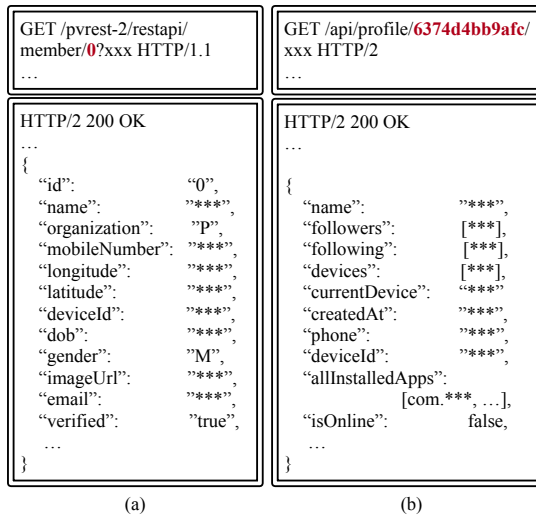 GET /pvrest-2/restapi/
member/0?xxx HTTP/1.1
…
HTTP/2 200 OK
…
{
“id”: “0”,
“name”: ”***”,
“organization”: ”P”,
“mobileNumber”: ”***”,
“longitude”: ”***”,
“latitude”: ”***”,
“deviceId”: ”***”,
“dob”: ”***”,
“gender”: ”M”,
“imageUrl”: ”***”,
“email”: ”***”,
“verified”: ”true”,
…
}
(a)
GET /api/profile/6374d4bb9afc/
xxx HTTP/2
…
HTTP/2 200 OK
…
{
“name”: ”***”,
“followers”: [***],
“following”: [***],
“devices”: [***],
“currentDevice”: “***”
“createdAt”: ”***”,
“phone”: ”***”,
“deviceId”: ”***”,
“allInstalledApps”:
[com.***, …],
“isOnline”: false,
…
}
(b)